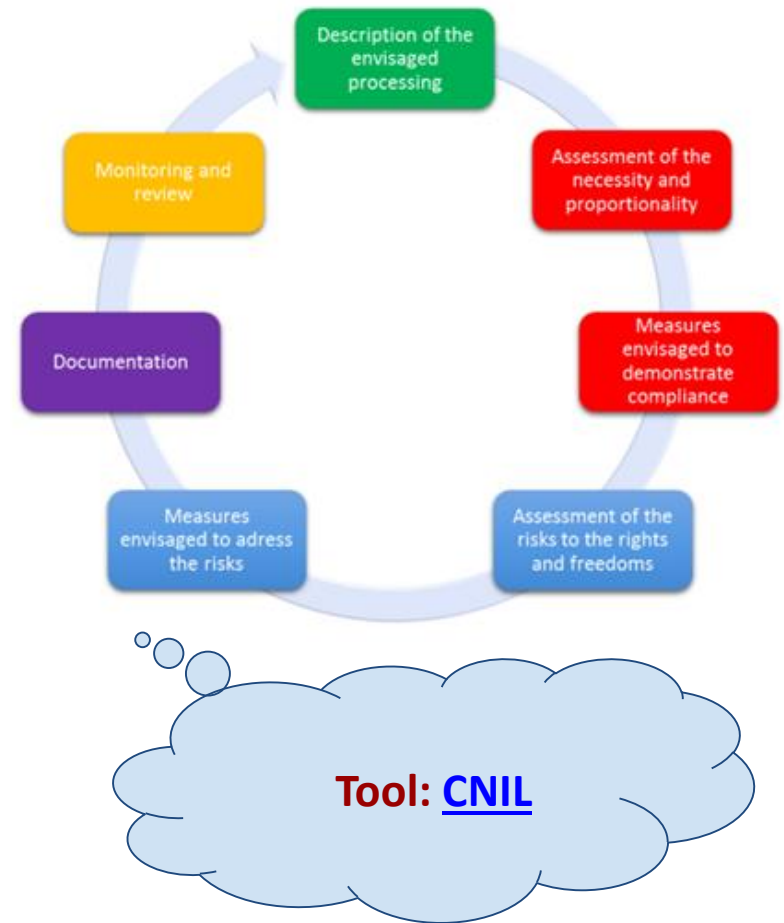 Description of the
envisaged
processing
Assessment of the
necessity and
proportionality
Measures
envisaged to
demonstrate
compliance
Assessment of the
risks to the rights
and freedoms
Measures
envisaged to adress
the risks
Documentation
Monitoring and
review
Tool: CNIL